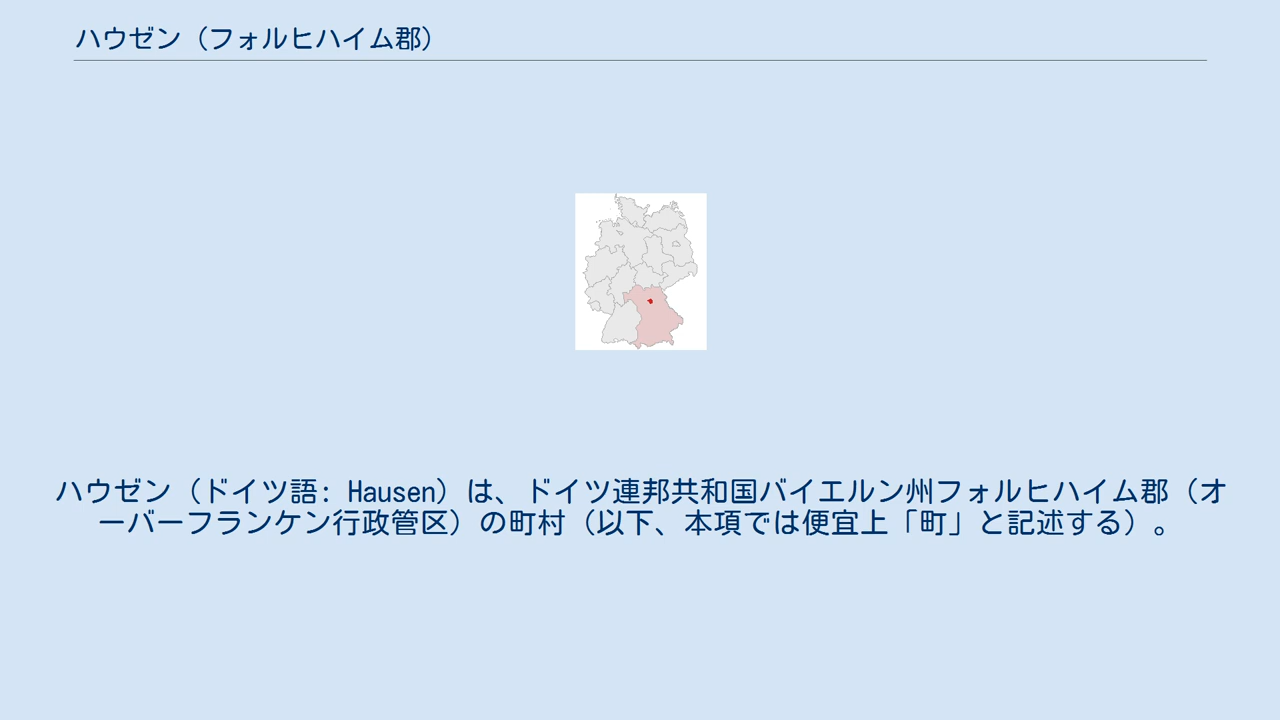 ハウゼン（フォルヒハイム郡）
ハウゼン（ドイツ語: Hausen）は、ドイツ連邦共和国バイエルン州フォルヒハイム郡（オ
ーバーフランケン行政管区）の町村（以下、本項では便宜上「町」と記述する）。